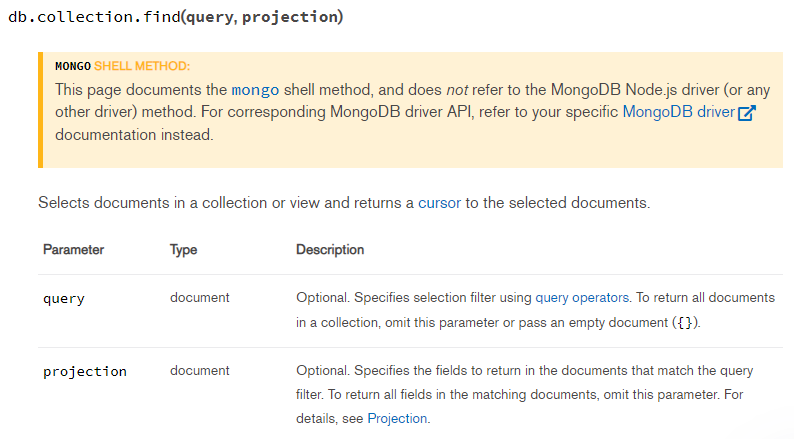 db.collection.find(query, projection)
MONGO SHELL METHOD:
This page documents the mongo shell method, and does not refer to the MongoDB Node.js driver (or any
other driver) method. For corresponding MongoDB driver API, refer to your specific MongoDB driver
documentation instead.
Selects documents in a collection or view and returns a cursor to the selected documents.
Parameter Type Description
query document Optional. Specifies selection filter using query operators. To return all documents
in a collection, omit this parameter or pass an empty document ({}).
projection document Optional. Specifies the fields to return in the documents that match the query
filter. To return all fields in the matching documents, omit this parameter. For
details, see Projection.